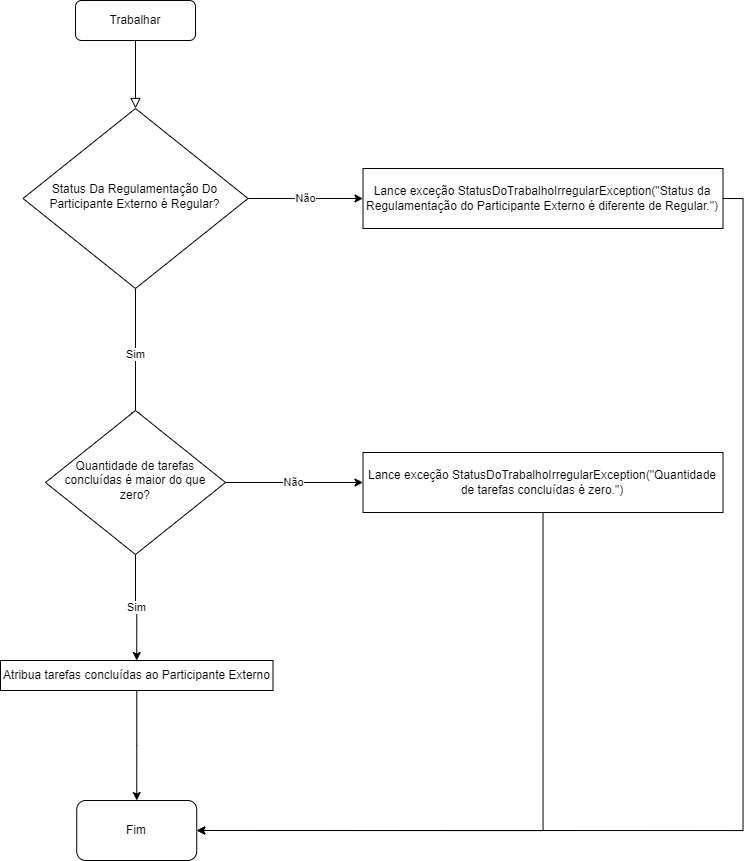 Trabalhar
Status Da Regulamentação Do
Participante Externo é Regular?
Não
Lance exceção StatusDoTrabalhoIrregularException("Status da
Regulamentação do Participante Externo é diferente de Regular.")
Sim
Quantidade de tarefas
concluídas é maior do que
zero?
Não
Lance exceção StatusDoTrabalhoIrregularException("Quantidade
de tarefas concluídas é zero.")
Sim
Atribua tarefas concluídas ao Participante Externo
Fim